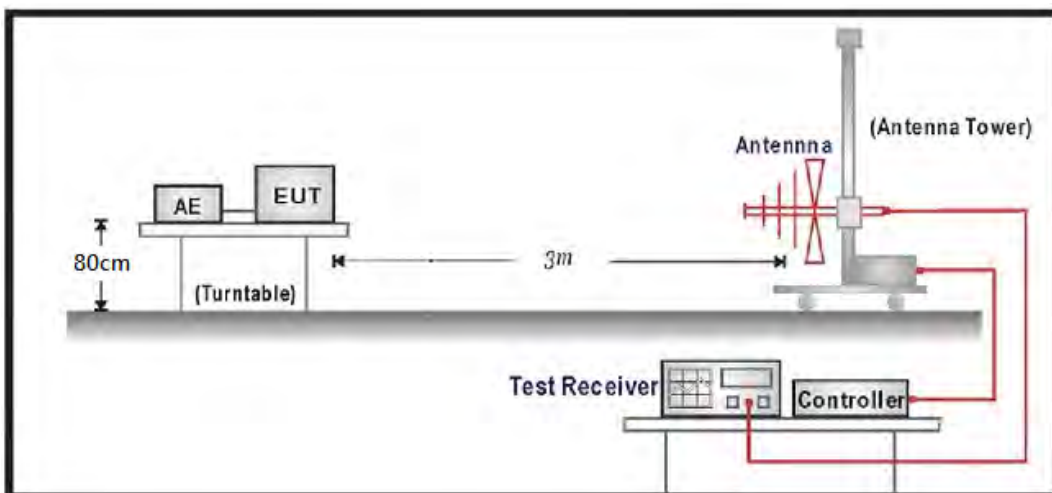 (Antenna Tower)
Antennna
AE
EUT
80cm
3m
(Turntable)
Test Receiver
Controller